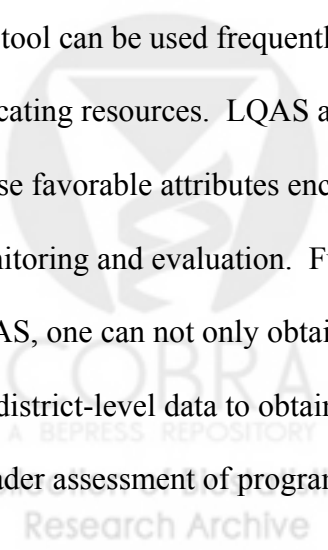 tool can be used frequentl
cating resources. LQAS a
se favorable attributes enc
nitoring and evaluation. F
AS, one can not only obtai
COBRA
district-level data to obtain
A BEPRESS REPOSITORY
ader assessment of program
Research Archive